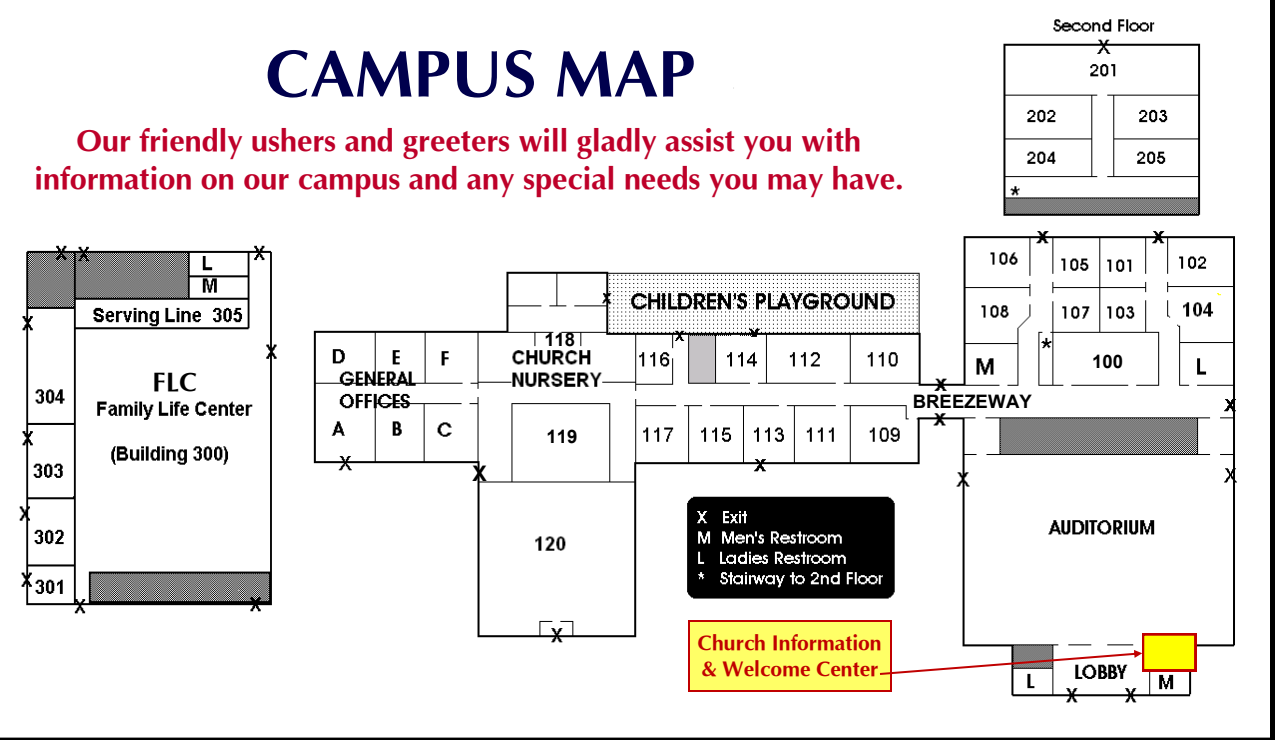 CAMPUS MAP
Our friendly ushers and greeters will gladly assist you with
information on our campus and any special needs you may have.
Second Floor
X
201
202 203
204 205
*
X X X
L
M
Serving Line 305
X
X
304
FLC
Family Life Center
(Building 300)
X
303
X
302
X
301
X X
CHILDREN'S PLAYGROUND
X
X X
118
CHURCH
NURSERY
D E F
GENERAL
OFFICES
A B C
X
X
119
120
X
116 114 112 110
117 115 113 111 109
X
X
BREEZEWAY
X
X X
106 105 101 102
108 107 103 104
*
M 100 L
X
X X
AUDITORIUM
X Exit
M Men's Restroom
L Ladies Restroom
* Stairway to 2nd Floor
Church Information
& Welcome Center
L LOBBY M
X X